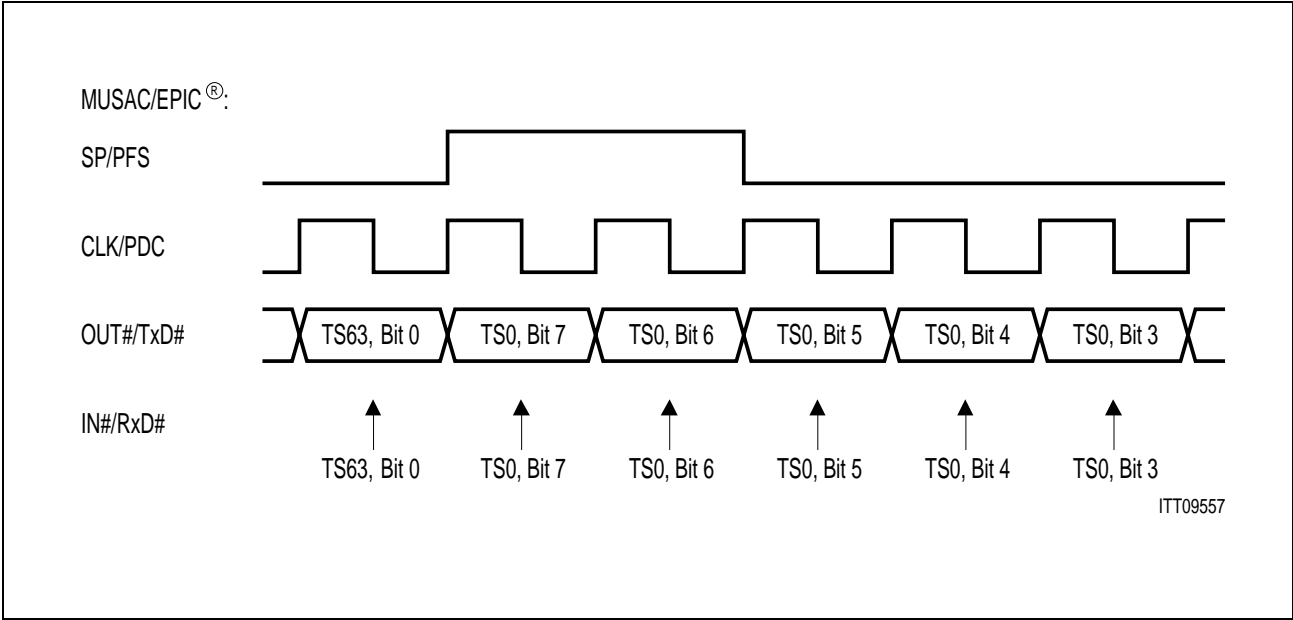 MUSAC/EPIC®:
SP/PFS
CLK/PDC
OUT#/TxD#
TS63, Bit 0
TS0, Bit 7
TS0, Bit 6
TS0, Bit 5
TS0, Bit 4
TS0, Bit 3
IN#/RxD#
TS63, Bit 0
TS0, Bit 7
TS0, Bit 6
TS0, Bit 5
TS0, Bit 4
TS0, Bit 3
ITT09557